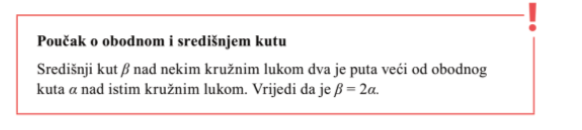 Poučak o obodnom i središnjem kutu
Središnji kut β nad nekim kružnim lukom dva je puta veći od obodnog
kuta α nad istim kružnim lukom. Vrijedi da je β = 2α.